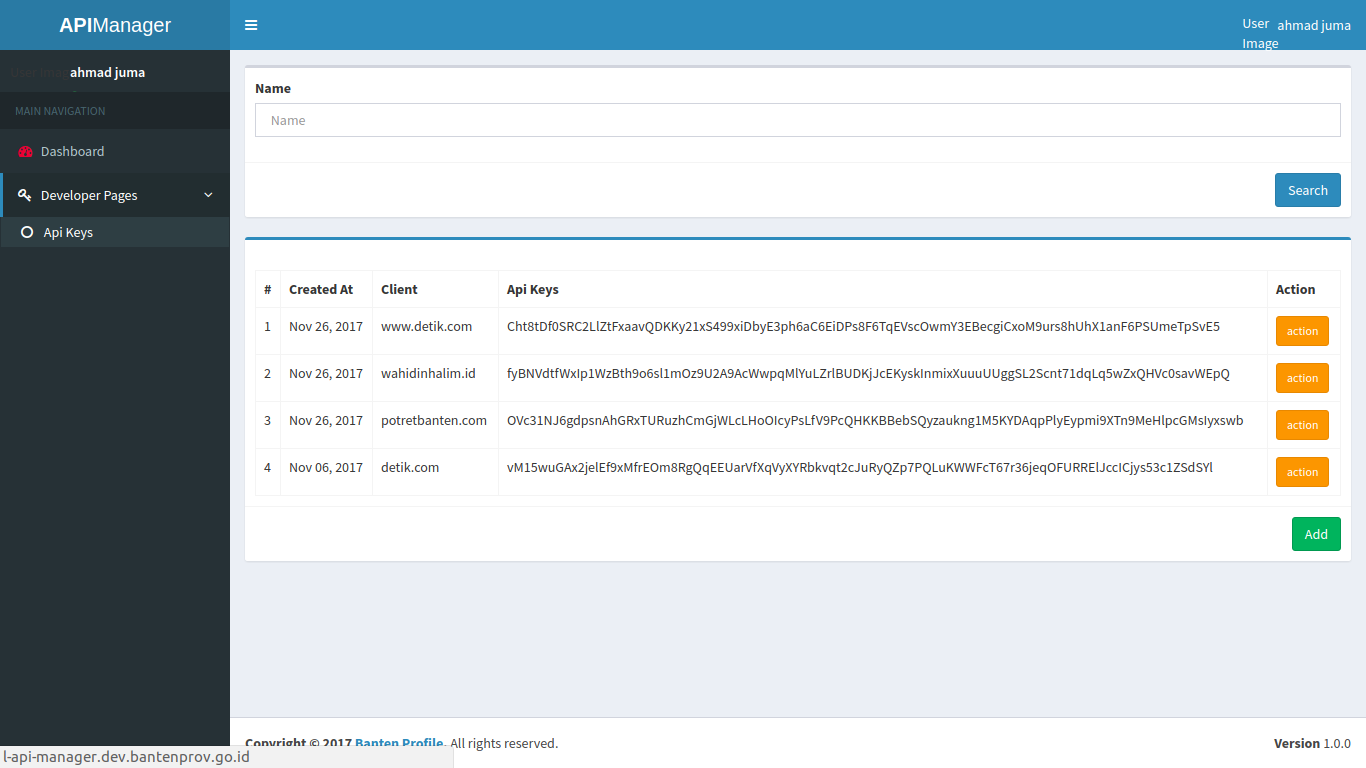 APIManager
User Image
ahmad juma
ahmad juma
MAIN NAVIGATION
Dashboard
Developer Pages
Api Keys
Name
Name
Search
# Created At Client Api Keys Action
1 Nov 26, 2017 www.detik.com Cht8tDf0SRC2LlZtFxaavQDKKy21xS499xiDbyE3ph6aC6EiDPs8F6TqEVscOwmY3EBecgiCxoM9urs8hUhX1anF6PSUmeTpSvE5 action
2 Nov 26, 2017 wahidinhalim.id fyBNVdtfWxIp1WzBth9o6sl1mOz9U2A9AcWwpqMlYuLZrlBUDKjJcEKyskInmixXuuuUUggSL2Scnt71dqLq5wZxQHVc0savWEpQ action
3 Nov 26, 2017 potretbanten.com OVc31NJ6gdpsnAhGRxTURuzhCmGjWLcLHoOIcyPsLfV9PcQHKKBBebSQyzaukng1M5KYDAqpPlyEypmi9XTn9MeHlpcGMsIyxswb action
4 Nov 06, 2017 detik.com vM15wuGAx2jelEf9xMfrEOm8RgQqEEUarVfXqVyXYRbkvqt2cJuRyQZp7PQLuKWWFcT67r36jeqOFURRElJccICjys53c1ZSdSYl action
Add
Copyright © 2017 Banten Profile. All rights reserved.
Version 1.0.0
l-api-manager.dev.bantenprov.go.id